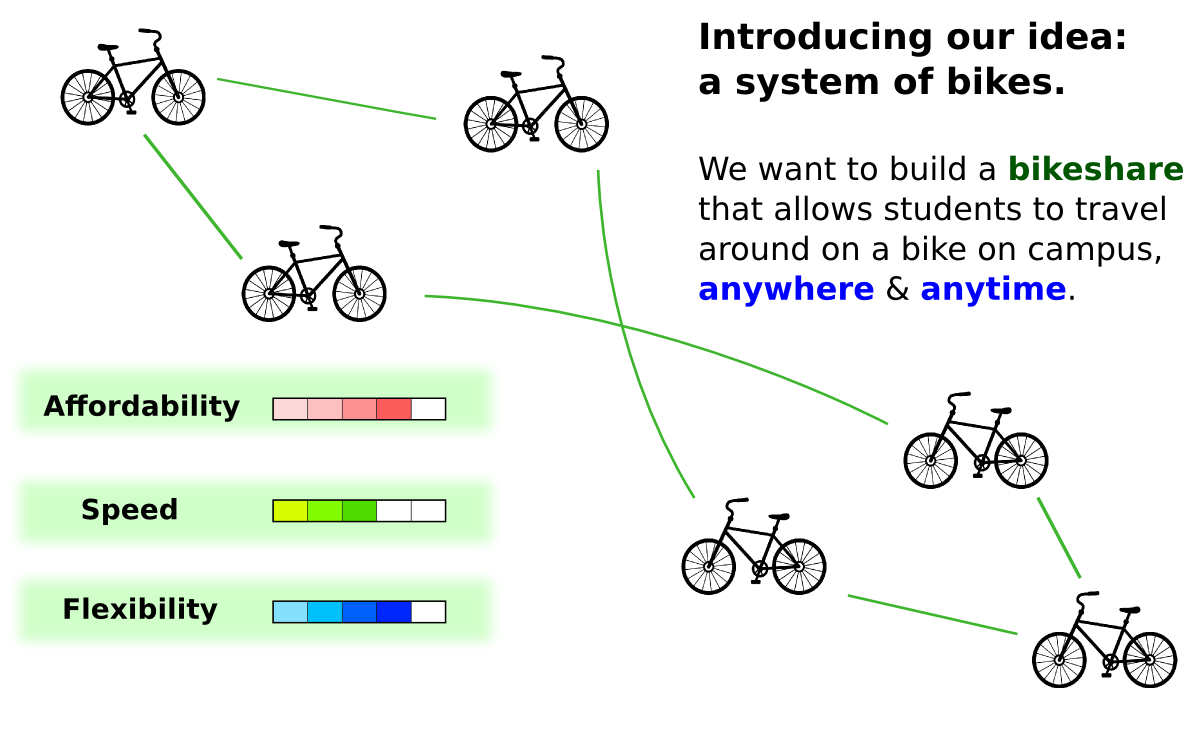 Introducing our idea:
a system of bikes.
We want to build a bikeshare
that allows students to travel
around on a bike on campus,
anywhere & anytime.
Affordability
Speed
Flexibility